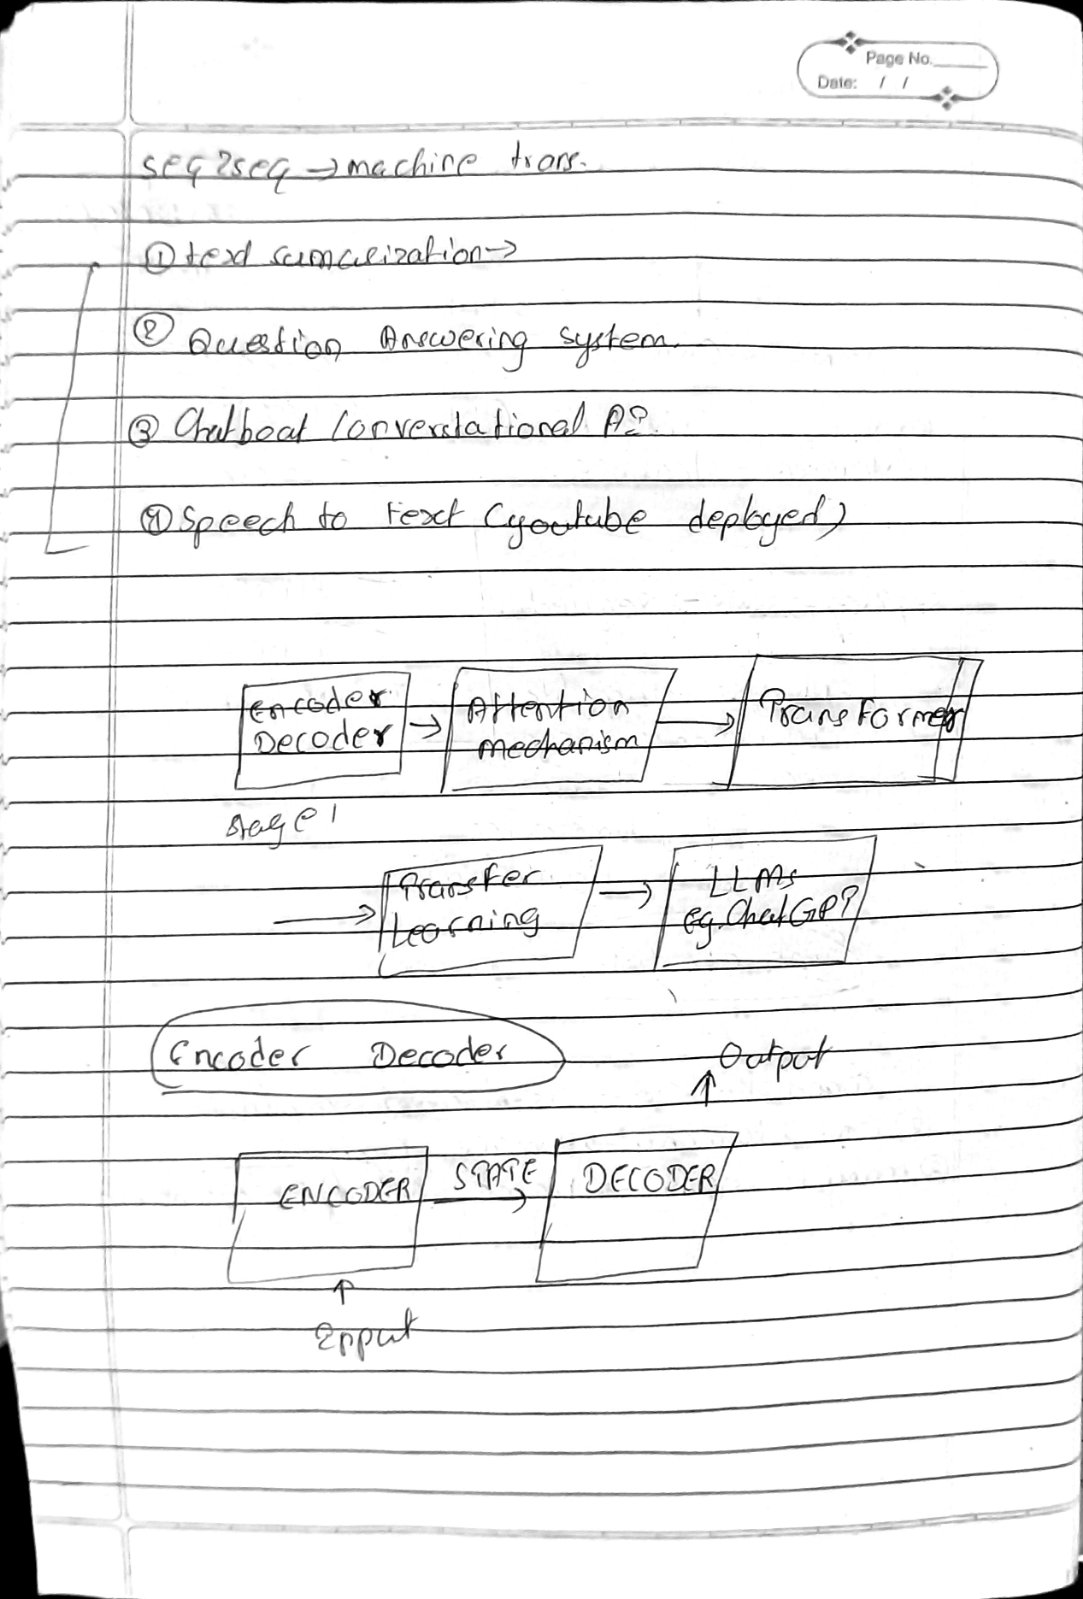 Page No.
Date: / /
seq2seq → machine trans.
① text sumarization →
② Question Answering system.
③ Chatboat Conversational AI.
④ Speech to text (youtube deployed)
Encoder Decoder → Attention mechanism → Transformer
stage 1
→ Transfer Learning → LLMs eg. ChatGPT
Encoder Decoder
Output
ENCODER STATE DECODER
Input